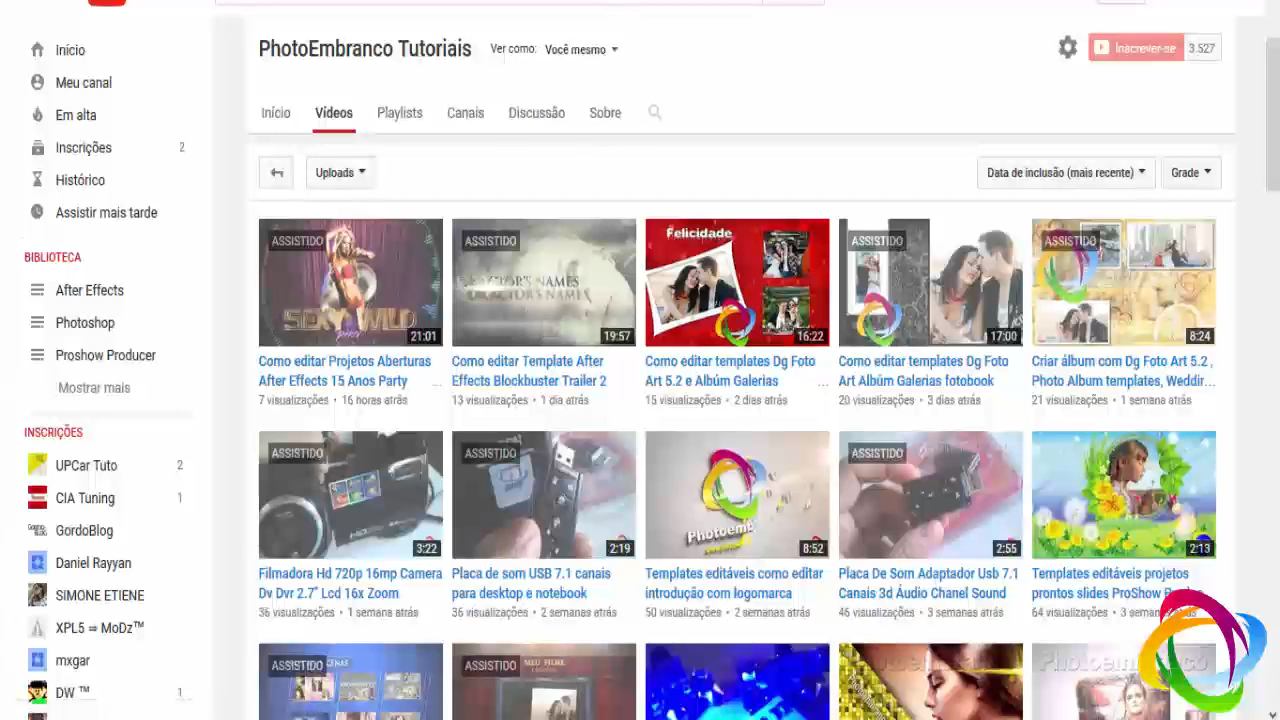 PhotoEmbranco Tutoriais
Ver como: Você mesmo
Inscrever-se 3.527
Início
Meu canal
Em alta
Inscrições 2
Histórico
Assistir mais tarde
BIBLIOTECA
After Effects
Photoshop
Proshow Producer
Mostrar mais
INSCRIÇÕES
UPCar Tuto 2
CIA Tuning 1
GordoBlog
Daniel Rayyan
SIMONE ETIENE
XPL5 ⇒ MoDz™
mxgar
DW ™ 1
Início Vídeos Playlists Canais Discussão Sobre
Uploads
Data de inclusão (mais recente) Grade
ASSISTIDO
21:01
Como editar Projetos Aberturas
After Effects 15 Anos Party ...
7 visualizações • 16 horas atrás
ASSISTIDO
ACTOR'S NAMES
19:57
Como editar Template After
Effects Blockbuster Trailer 2
13 visualizações • 1 dia atrás
Felicidade
16:22
Como editar templates Dg Foto
Art 5.2 e Albúm Galerias ...
15 visualizações • 2 dias atrás
ASSISTIDO
17:00
Como editar templates Dg Foto
Art Albúm Galerias fotobook
20 visualizações • 3 dias atrás
ASSISTIDO
8:24
Criar álbum com Dg Foto Art 5.2 ,
Photo Album templates, Weddir...
21 visualizações • 1 semana atrás
ASSISTIDO
3:22
Filmadora Hd 720p 16mp Camera
Dv Dvr 2.7" Lcd 16x Zoom
36 visualizações • 1 semana atrás
ASSISTIDO
2:19
Placa de som USB 7.1 canais
para desktop e notebook
36 visualizações • 2 semanas atrás
Photoemb
8:52
Templates editáveis como editar
introdução com logomarca
50 visualizações • 2 semanas atrás
ASSISTIDO
2:55
Placa De Som Adaptador Usb 7.1
Canais 3d Áudio Chanel Sound
46 visualizações • 3 semanas atrás
2:13
Templates editáveis projetos
prontos slides ProShow
64 visualizações • 3
ASSISTIDO
ASSISTIDO
MEU FILME